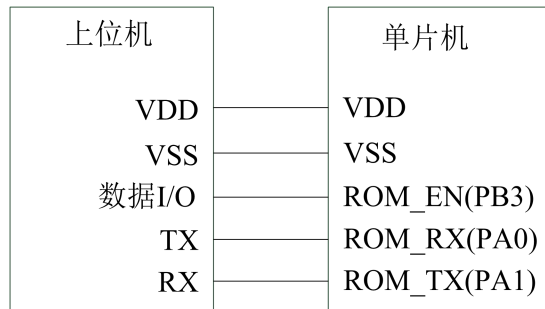 上位机
单片机
VDD
VDD
VSS
VSS
数据I/O
ROM_EN(PB3)
TX
ROM_RX(PA0)
RX
ROM_TX(PA1)